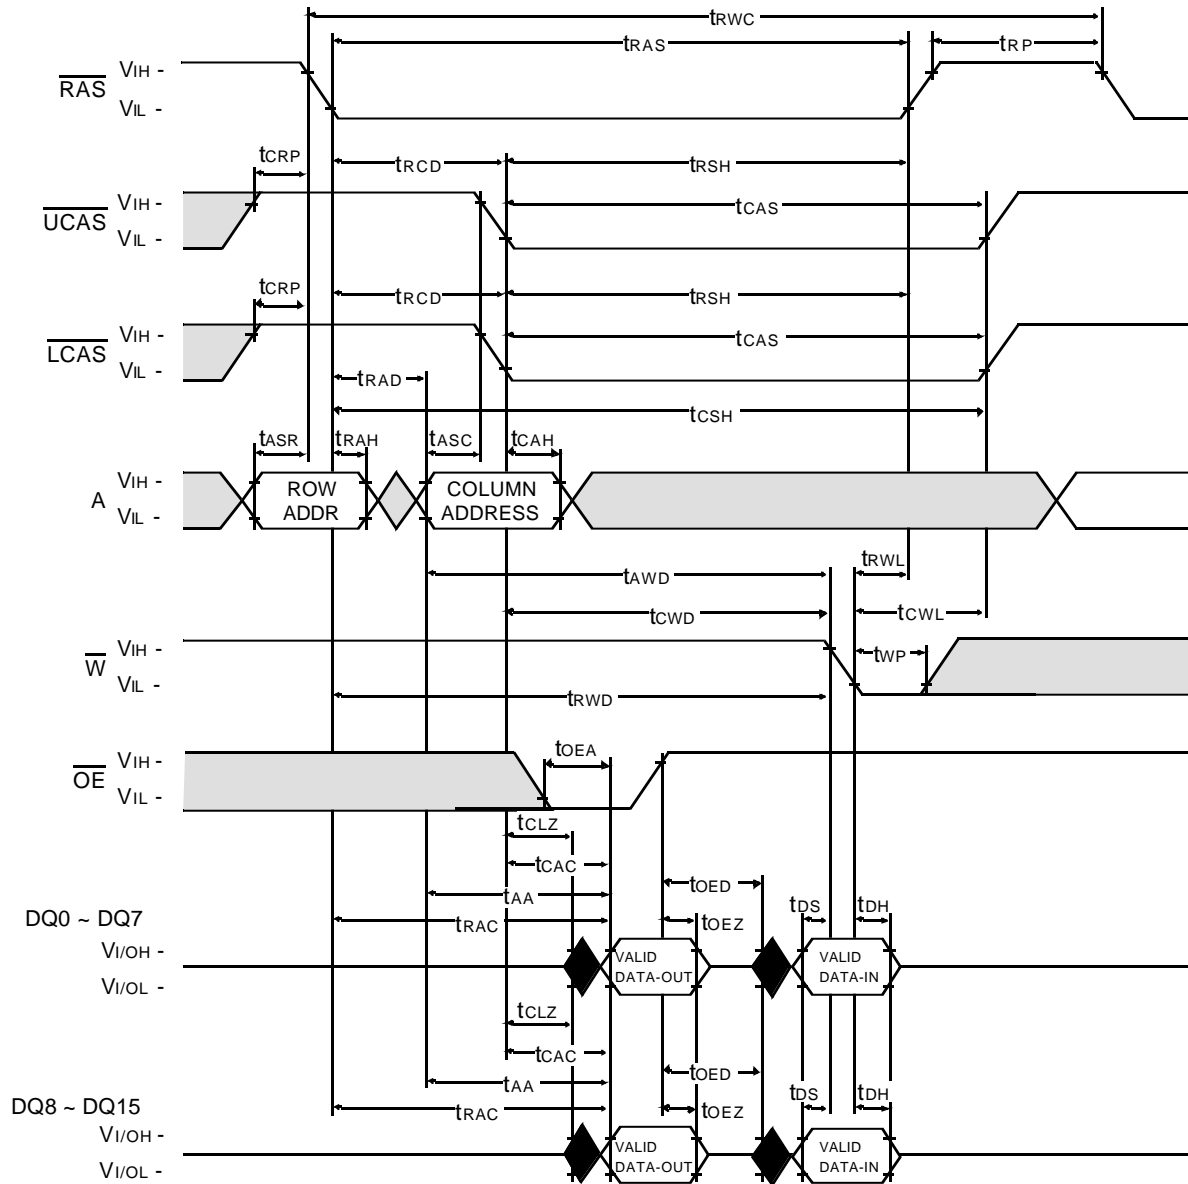 tRWC
tRAS
tRP
RAS
VIH -
VIL -
tCRP
tRCD
tRSH
UCAS
VIH -
VIL -
tCAS
tCRP
tRCD
tRSH
LCAS
VIH -
VIL -
tCAS
tRAD
tCSH
tASR
tRAH
tASC
tCAH
A
VIH -
VIL -
ROW
ADDR
COLUMN
ADDRESS
tAWD
tRWL
tCWD
tCWL
W
VIH -
VIL -
tWP
tRWD
OE
VIH -
VIL -
tOEA
tCLZ
tCAC
tOED
tAA
tDS
tDH
DQ0 ~ DQ7
tRAC
tOEZ
VI/OH -
VI/OL -
VALID
DATA-OUT
VALID
DATA-IN
tCLZ
tCAC
tOED
tAA
tDS
tDH
DQ8 ~ DQ15
tRAC
tOEZ
VI/OH -
VI/OL -
VALID
DATA-OUT
VALID
DATA-IN